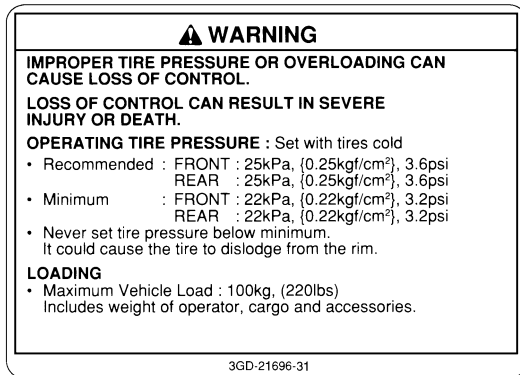 WARNING
IMPROPER TIRE PRESSURE OR OVERLOADING CAN
CAUSE LOSS OF CONTROL.
LOSS OF CONTROL CAN RESULT IN SEVERE
INJURY OR DEATH.
OPERATING TIRE PRESSURE : Set with tires cold
• Recommended : FRONT : 25kPa, {0.25kgf/cm²}, 3.6psi
REAR : 25kPa, {0.25kgf/cm²}, 3.6psi
• Minimum : FRONT : 22kPa, {0.22kgf/cm²}, 3.2psi
REAR : 22kPa, {0.22kgf/cm²}, 3.2psi
• Never set tire pressure below minimum.
It could cause the tire to dislodge from the rim.
LOADING
• Maximum Vehicle Load : 100kg, (220lbs)
Includes weight of operator, cargo and accessories.
3GD-21696-31